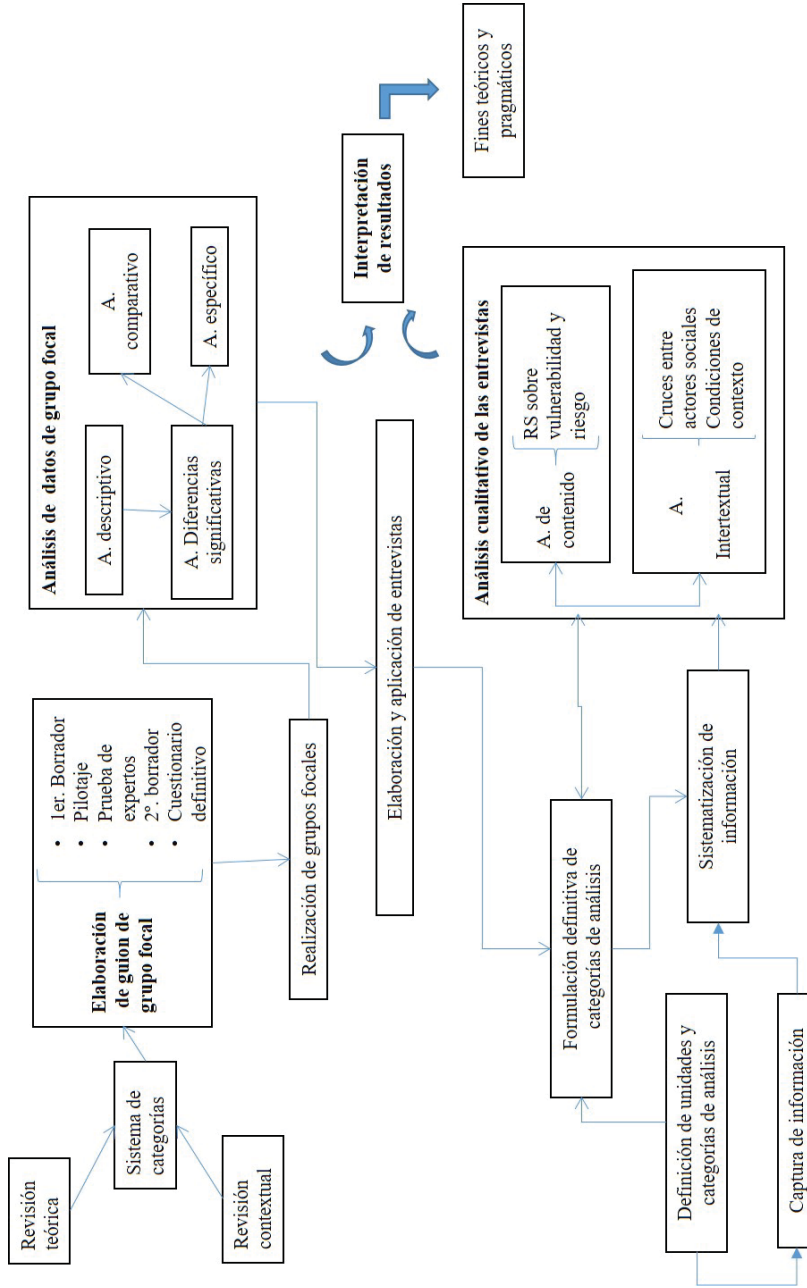 Revisión
teórica
Revisión
contextual
Sistema de
categorías
Elaboración
de guion de
grupo focal
• 1er. Borrador
• Pilotaje
• Prueba de
expertos
• 2º. borrador
• Cuestionario
definitivo
Realización de grupos focales
Análisis de datos de grupo focal
A. descriptivo
A. Diferencias
significativas
A.
comparativo
A. específico
Elaboración y aplicación de entrevistas
Interpretación
de resultados
Fines teóricos y
pragmáticos
Definición de unidades y
categorías de análisis
Captura de información
Formulación definitiva de
categorías de análisis
Sistematización de
información
Análisis cualitativo de las entrevistas
A. de
contenido
RS sobre
vulnerabilidad y
riesgo
A.
Intertextual
Cruces entre
actores sociales
Condiciones de
contexto